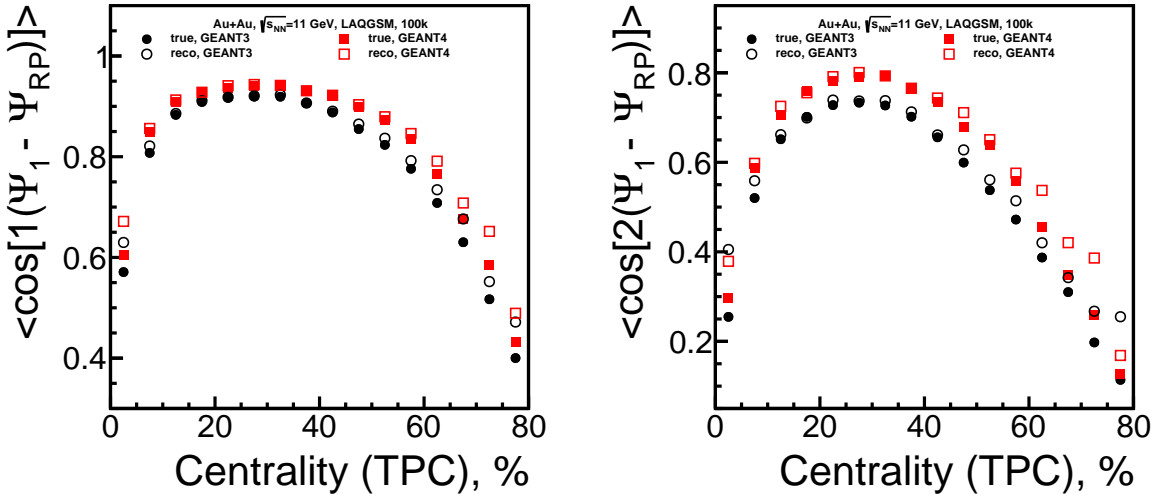 Au+Au, √s_NN=11 GeV, LAQGSM, 100k
true, GEANT3
true, GEANT4
reco, GEANT3
reco, GEANT4
<cos[1(Ψ_1 - Ψ_RP)]>
1
0.8
0.6
0.4
0
20
40
60
80
Centrality (TPC), %
Au+Au, √s_NN=11 GeV, LAQGSM, 100k
true, GEANT3
true, GEANT4
reco, GEANT3
reco, GEANT4
<cos[2(Ψ_1 - Ψ_RP)]>
0.8
0.6
0.4
0.2
0
20
40
60
80
Centrality (TPC), %